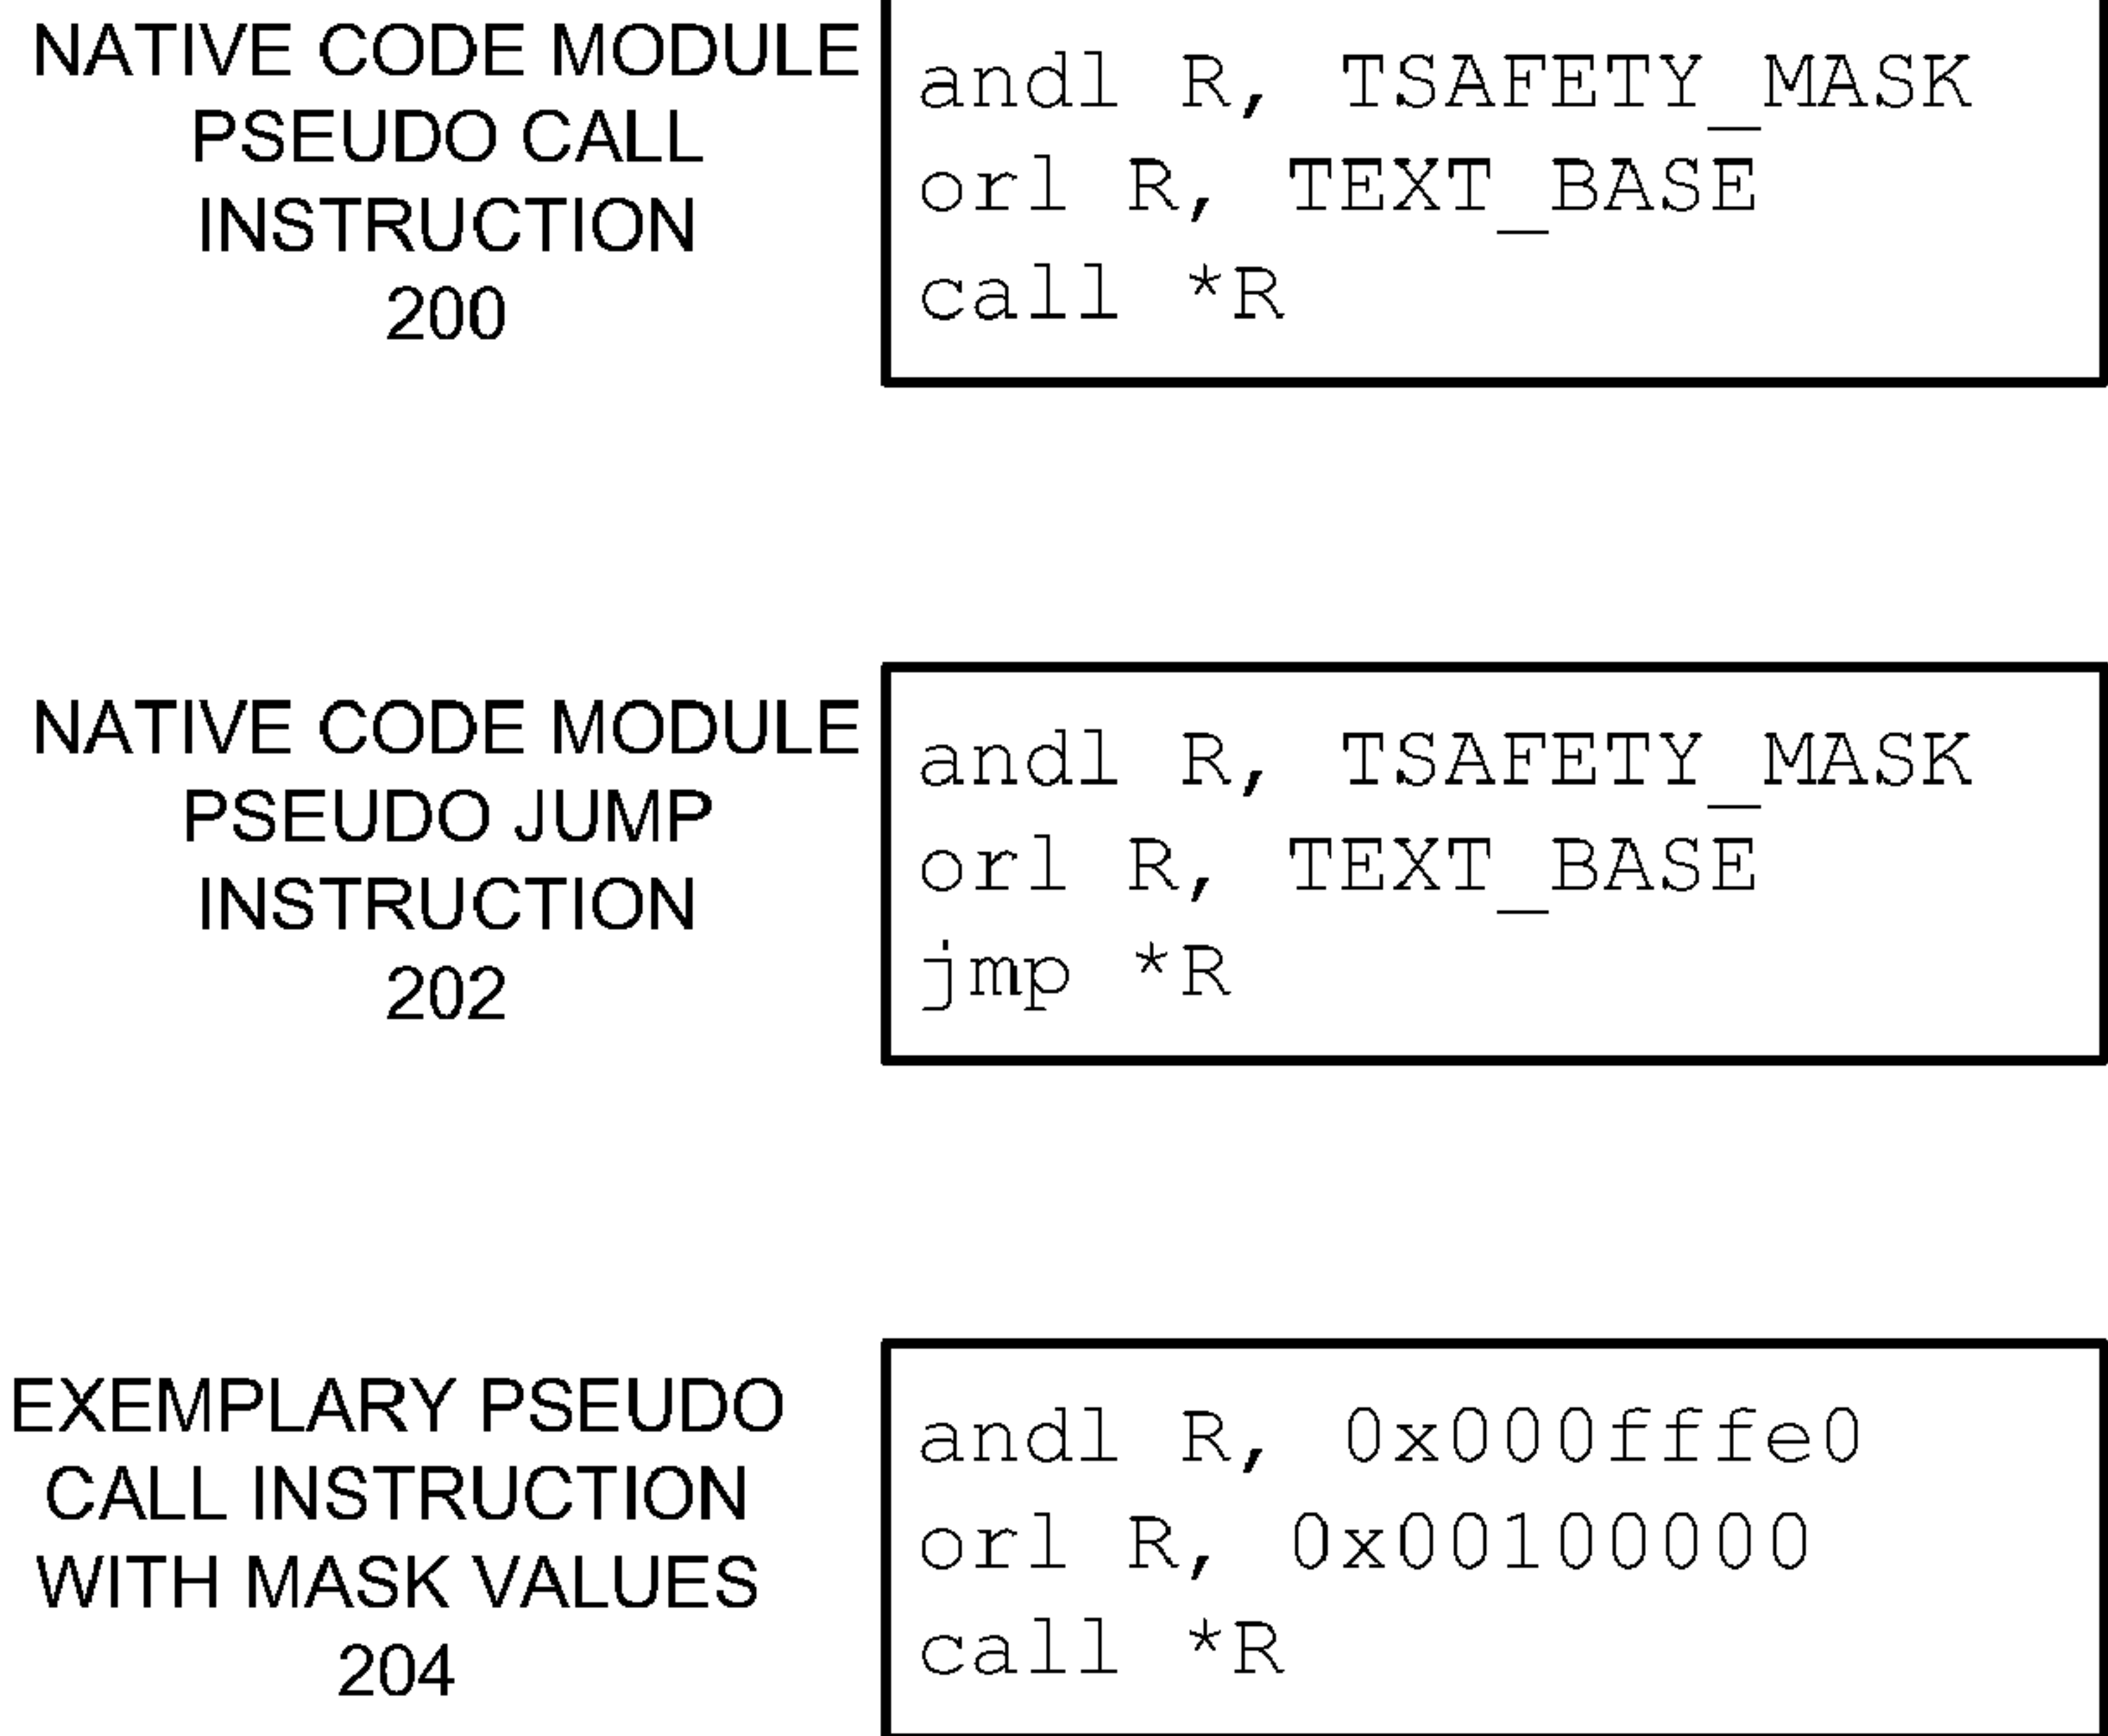 NATIVE CODE MODULE
PSEUDO CALL
INSTRUCTION
200
andl R, TSAFETY_MASK
orl R, TEXT_BASE
call *R
NATIVE CODE MODULE
PSEUDO JUMP
INSTRUCTION
202
andl R, TSAFETY_MASK
orl R, TEXT_BASE
jmp *R
EXEMPLARY PSEUDO
CALL INSTRUCTION
WITH MASK VALUES
204
andl R, 0x000fffe0
orl R, 0x00100000
call *R